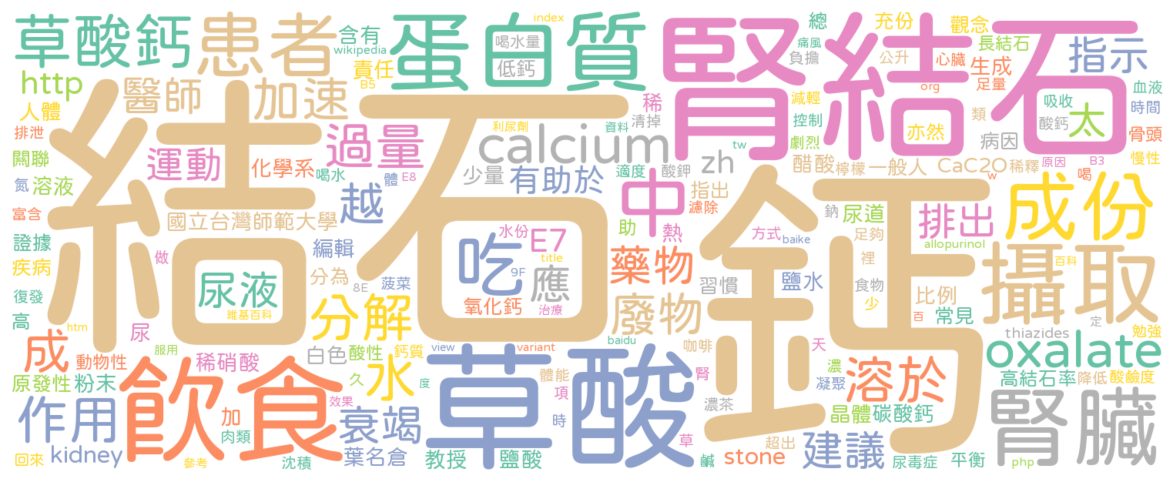 草酸鈣
患者
蛋白質
腎結石
指示
含有
wikipedia
index
喝水量
低鈣
總
痛風
負擔
充份
公升
觀念
長結石
心臟
生成
org
足量
http
醫師
加速
責任
B5
稀
清掉
減輕
控制
劇烈
類
吸收
酸鈣
太
血液
時間
骨頭
人體
排泄
關聯
運動
過量
利尿劑
資料
calcium
tw
亦然
病因
結石
鈣
化學系
喝水
E8
體
少量
有助於
適度
酸鉀
zh
指出
濾除
醋酸
檸檬
一般人
CaC2O
稀釋
原因
w
B3
喝
慢性
氮
溶液
富含
國立台灣師範大學
越
中
助
熱
鈉
尿道
足夠
裡
排出
allopurinol
成份
證據
疾病
做
編輯
分為
8E
菠菜
吃
水份
9F
E7
title
應
方式
baike
藥物
習慣
鹽水
食物
少
比例
常見
攝取
百科
復發
高
尿
htm
尿液
維基百科
分解
氧化鈣
治療
廢物
baidu
百
thiazides
定
勉強
成
動物性
服用
稀硝酸
白色
酸性
鈣質
view
variant
咖啡
天
oxalate
原發性
粉末
飲食
久
水
度
草酸
體能
項
時
腎
濃
凝聚
溶於
高結石率
降低
酸鹼度
作用
加
肉類
效果
衰竭
濃茶
晶體
碳酸鈣
腎臟
kidney
葉名倉
回來
參考
沈積
教授
鹽酸
草
鹹
stone
超出
建議
尿毒症
平衡
php